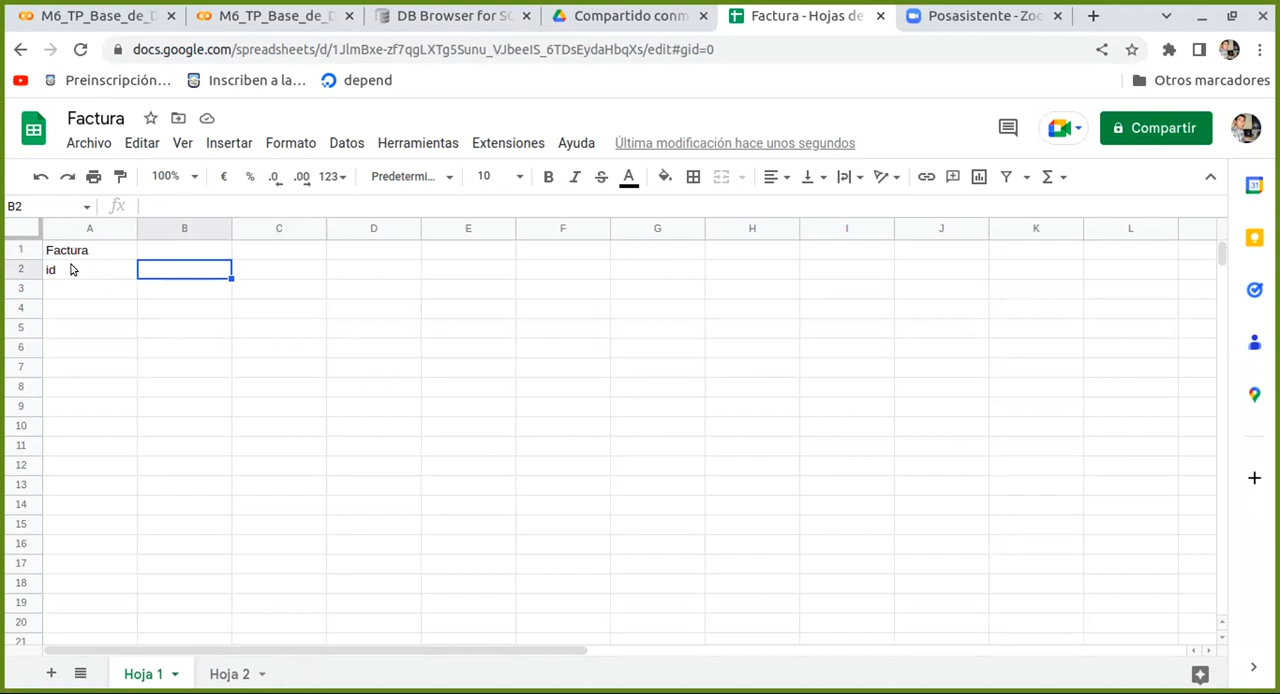 M6_TP_Base_de_D
M6_TP_Base_de_D
DB Browser for SQ
Compartido conm
Factura - Hojas de
Posasistente - Zoo
docs.google.com/spreadsheets/d/1JlmBxe-zf7qgLXTg5Sunu_VJbeeIS_6TDsEydaHbqXs/edit#gid=0
Preinscripción...
Inscriben a la...
depend
Otros marcadores
Factura
Archivo Editar Ver Insertar Formato Datos Herramientas Extensiones Ayuda Última modificación hace unos segundos
Compartir
100% € % .0 .00 123 Predetermi... 10 B I S A Σ
B2 fx
A B C D E F G H I J K L
1 Factura
2 id
3
4
5
6
7
8
9
10
11
12
13
14
15
16
17
18
19
20
21
+ Hoja 1 Hoja 2
31